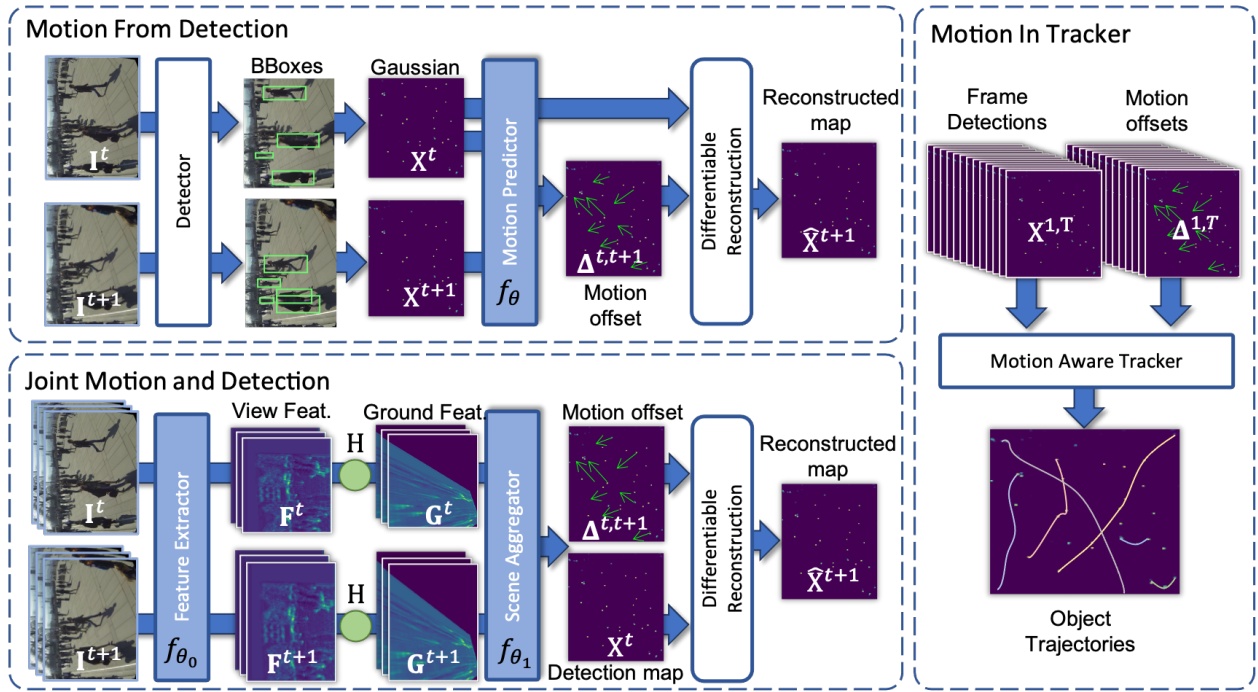 Motion From Detection
BBoxes
Gaussian
I^t
X^t
Detector
Motion Predictor
f_θ
I^{t+1}
X^{t+1}
Δ^{t,t+1}
Motion
offset
Differentiable
Reconstruction
Reconstructed
map
X̂^{t+1}
Joint Motion and Detection
View Feat.
Ground Feat.
Motion offset
I^t
Feature Extractor
f_{θ_0}
F^t
H
G^t
Scene Aggregator
f_{θ_1}
Δ^{t,t+1}
I^{t+1}
F^{t+1}
H
G^{t+1}
X^t
Detection map
Differentiable
Reconstruction
Reconstructed
map
X̂^{t+1}
Motion In Tracker
Frame
Detections
Motion
offsets
X^{1,T}
Δ^{1,T}
Motion Aware Tracker
Object
Trajectories